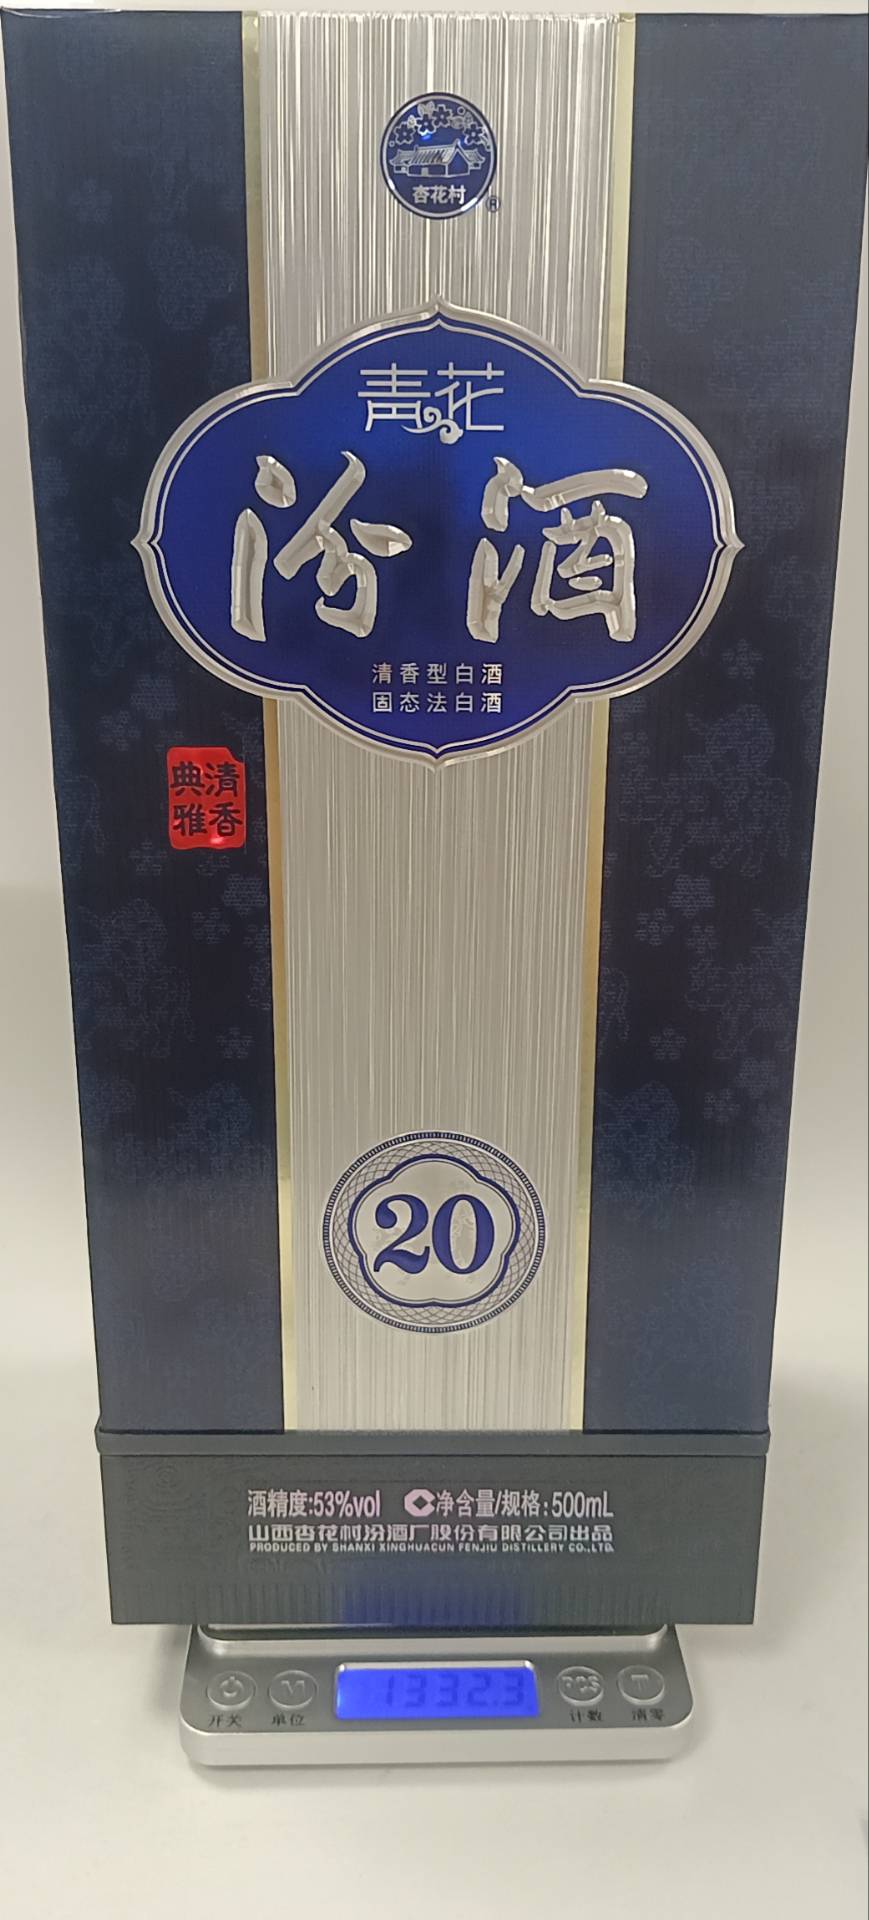 杏花村
®
青花
汾酒
清香型白酒
固态法白酒
清香
典雅
20
酒精度:53%vol 净含量/规格:500mL
山西杏花村汾酒厂股份有限公司出品
PRODUCED BY SHANXI XINGHUACUN FENJIU DISTILLERY CO.,LTD.
1332.3
M PCS T
开关 单位 计数 清零